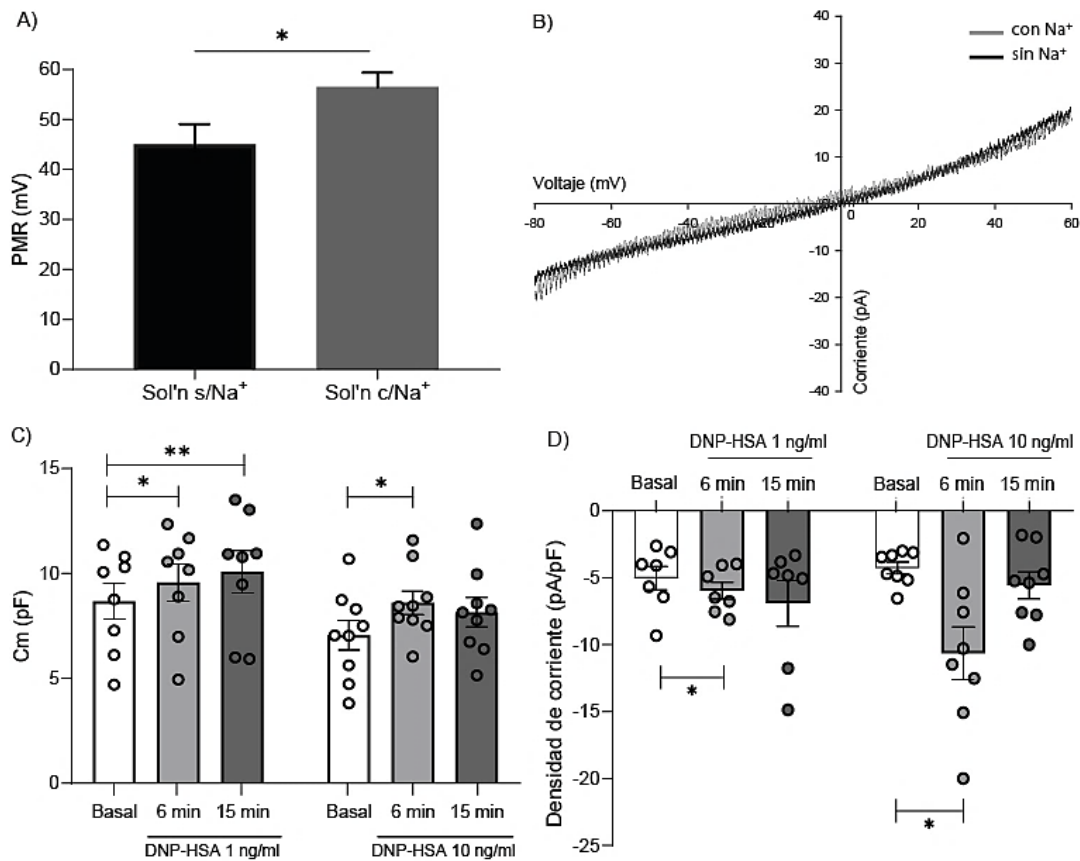 A)
*
60
50
40
30
20
10
0
PMR (mV)
Sol'n s/Na⁺
Sol'n c/Na⁺
B)
con Na⁺
sin Na⁺
Voltaje (mV)
Corriente (pA)
40
30
20
10
0
-10
-20
-30
-40
-80
-60
-40
-20
20
40
60
C)
**
*
*
15
10
5
0
Cm (pF)
Basal
6 min
15 min
Basal
6 min
15 min
DNP-HSA 1 ng/ml
DNP-HSA 10 ng/ml
D)
DNP-HSA 1 ng/ml
DNP-HSA 10 ng/ml
Basal
6 min
15 min
Basal
6 min
15 min
0
-5
-10
-15
-20
-25
Densidad de corriente (pA/pF)
*
*